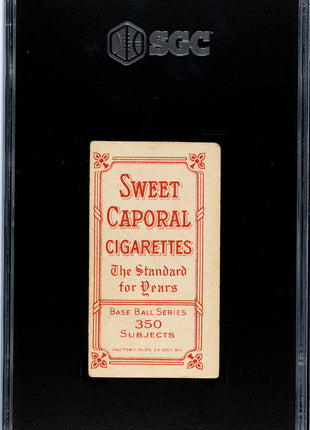 SGC
SWEET
CAPORAL
CIGARETTES
The Standard
for Years
BASE BALL SERIES
350
SUBJECTS